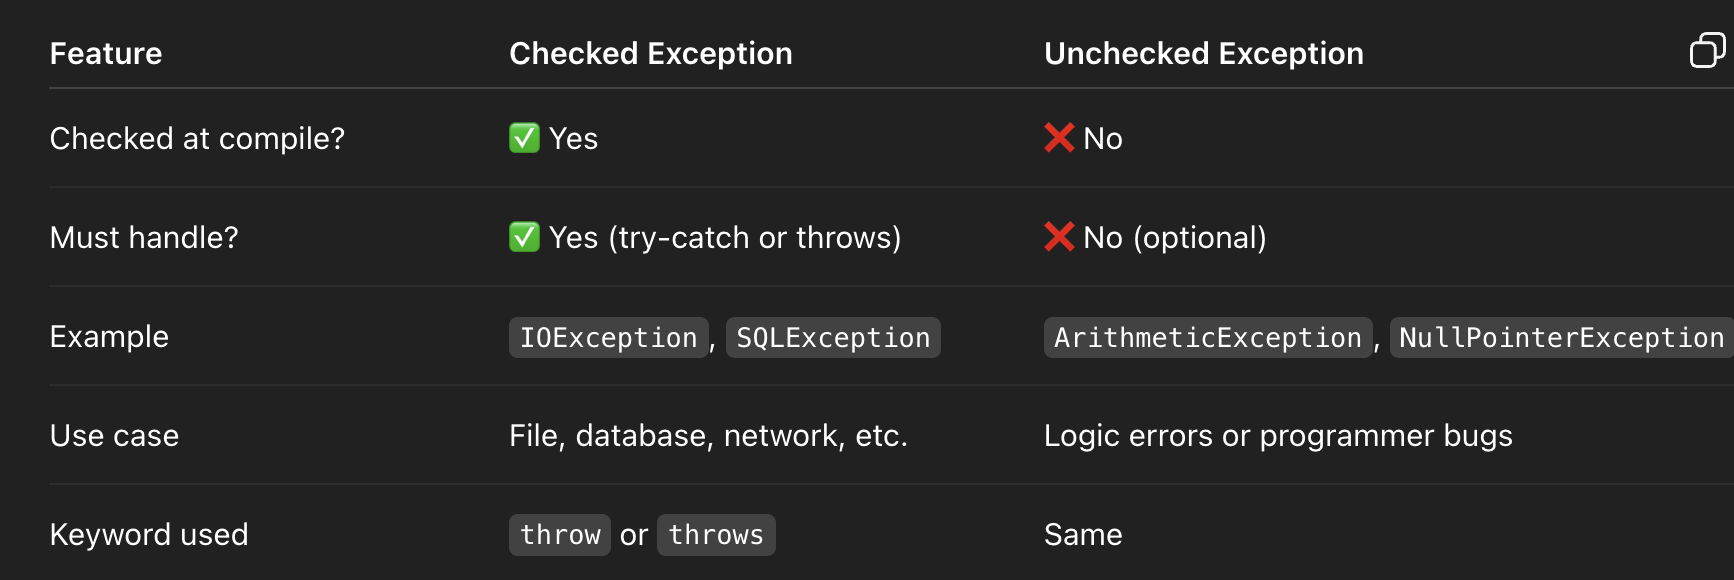 Feature Checked Exception Unchecked Exception
Checked at compile? ✅ Yes ❌ No
Must handle? ✅ Yes (try-catch or throws) ❌ No (optional)
Example IOException, SQLException ArithmeticException, NullPointerException
Use case File, database, network, etc. Logic errors or programmer bugs
Keyword used throw or throws Same